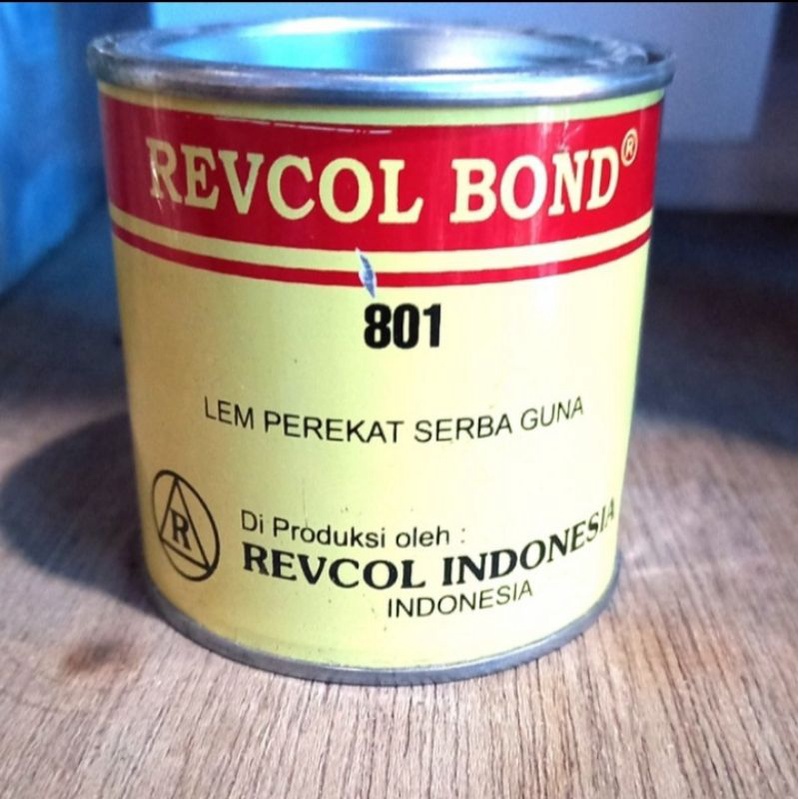 REVCOL BOND®
801
LEM PEREKAT SERBA GUNA
R
Di Produksi oleh :
REVCOL INDONESIA
INDONESIA